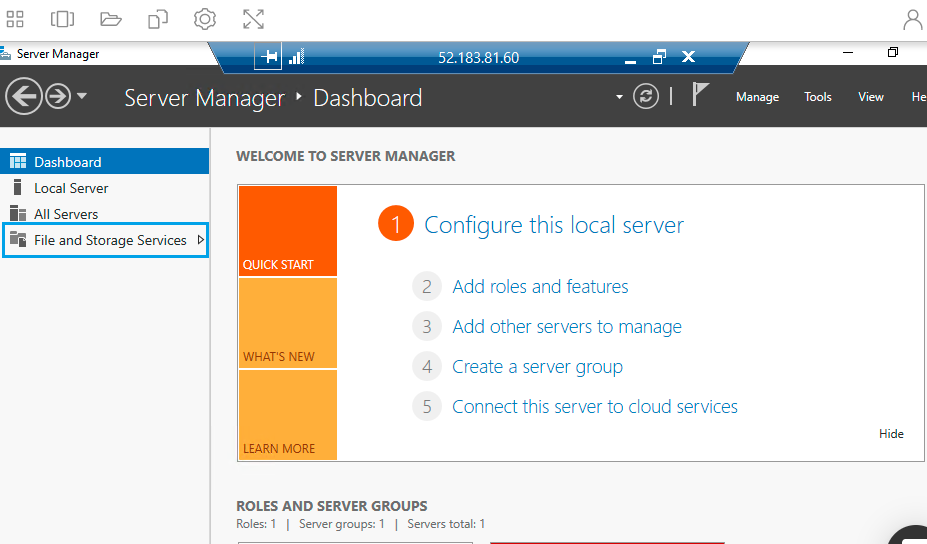 Server Manager
52.183.81.60
Server Manager Dashboard
Manage Tools View He
Dashboard
Local Server
All Servers
File and Storage Services
WELCOME TO SERVER MANAGER
QUICK START
WHAT'S NEW
LEARN MORE
1 Configure this local server
2 Add roles and features
3 Add other servers to manage
4 Create a server group
5 Connect this server to cloud services
Hide
ROLES AND SERVER GROUPS
Roles: 1 | Server groups: 1 | Servers total: 1